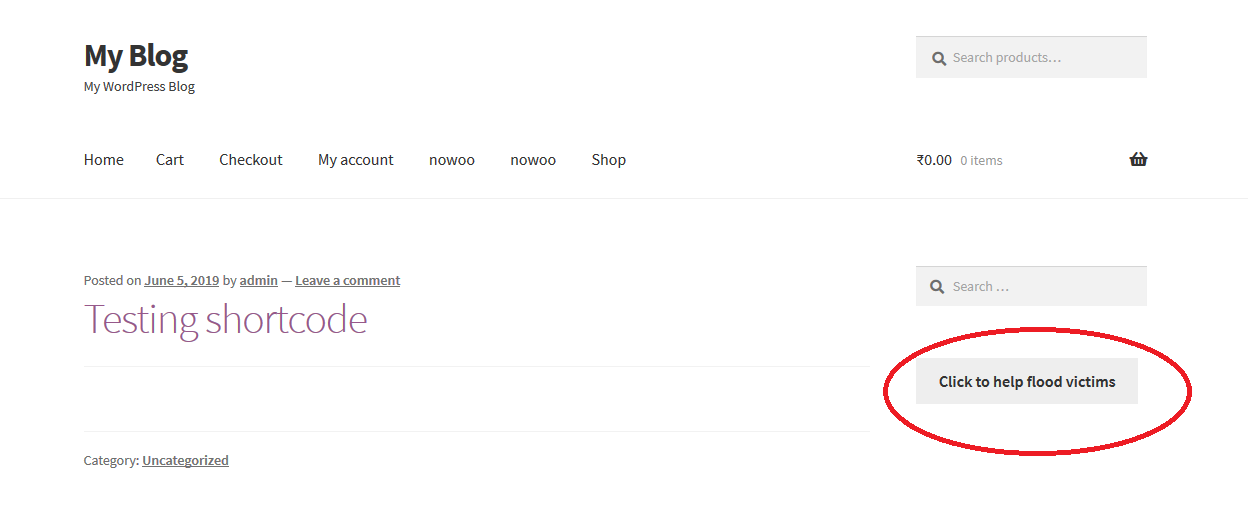 My Blog
My WordPress Blog
Search products…
Home Cart Checkout My account nowoo nowoo Shop
₹0.00 0 items
Posted on June 5, 2019 by admin — Leave a comment
Testing shortcode
Category: Uncategorized
Search …
Click to help flood victims